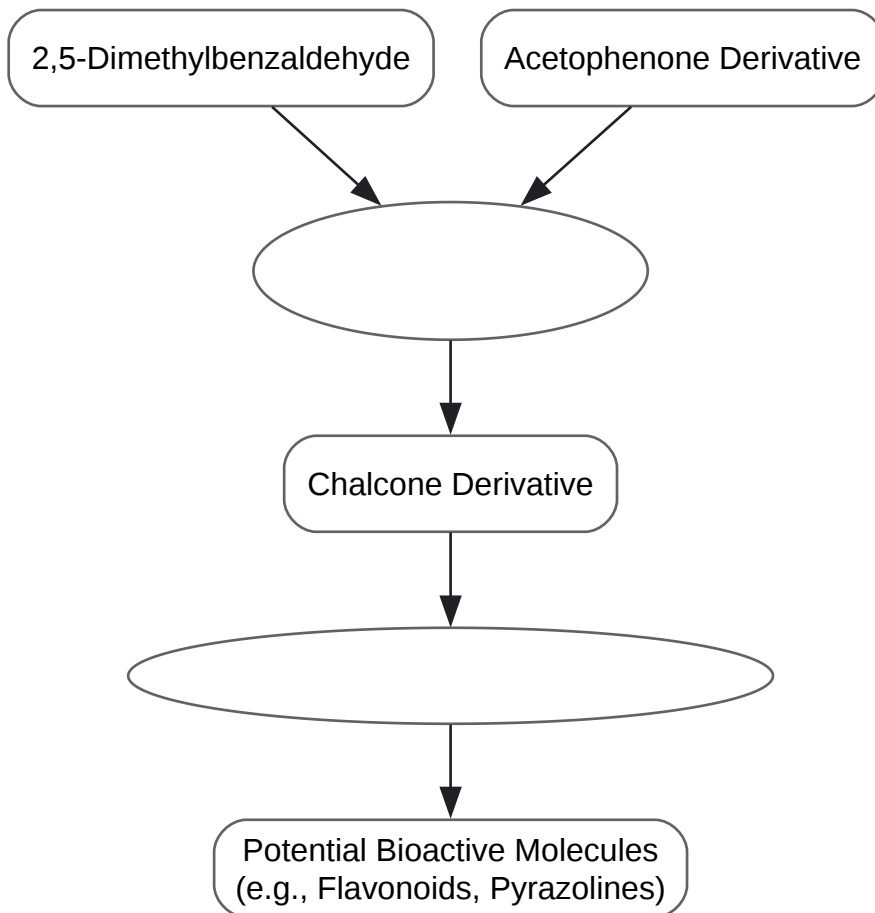 2,5-Dimethylbenzaldehyde
Acetophenone Derivative
Chalcone Derivative
Potential Bioactive Molecules
(e.g., Flavonoids, Pyrazolines)